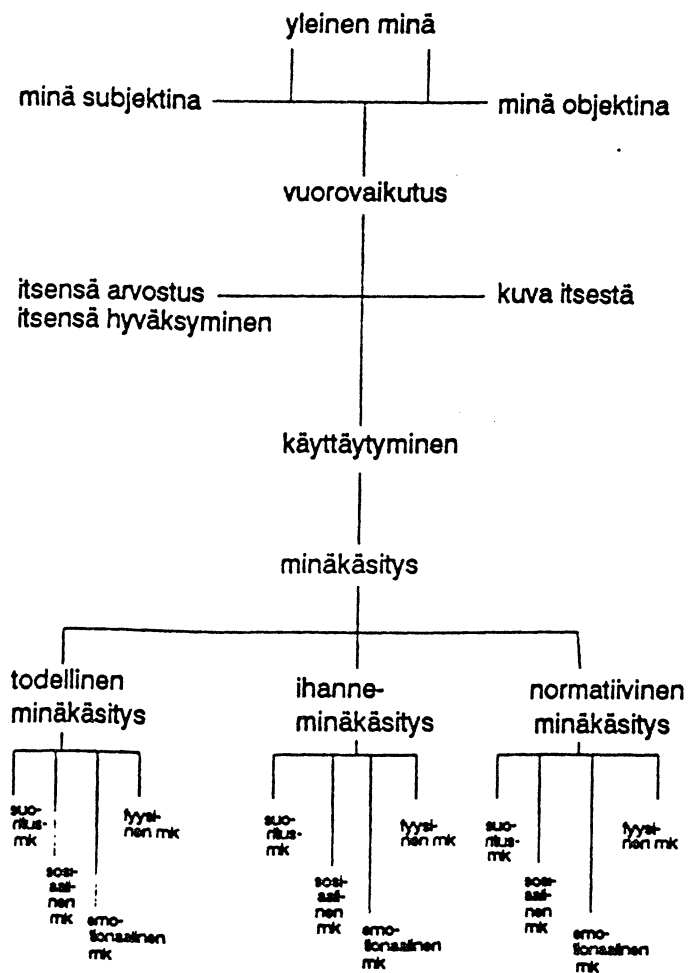 yleinen minä
minä subjektina
minä objektina
vuorovaikutus
itsensä arvostus
itsensä hyväksyminen
kuva itsestä
käyttäytyminen
minäkäsitys
todellinen
minäkäsitys
ihanne-
minäkäsitys
normatiivinen
minäkäsitys
suo-
ritus-
mk
sosi-
aali-
nen
mk
emo-
tionaalinen
mk
fyysi-
nen mk
suo-
ritus-
mk
sosi-
aali-
nen
mk
emo-
tionaalinen
mk
fyysi-
nen mk
suo-
ritus-
mk
sosi-
aali-
nen
mk
emo-
tionaalinen
mk
fyysi-
nen mk